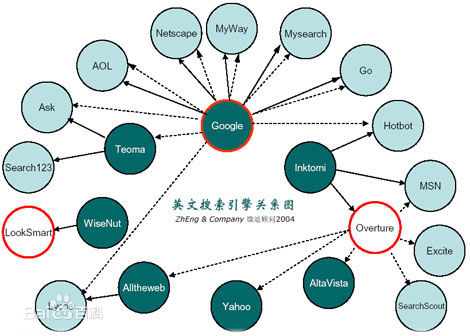 Netscape
MyWay
Mysearch
AOL
Go
Ask
Google
Hotbot
Teoma
Search123
Inktomi
MSN
英文搜索引擎关系图
ZhEng & Company 微道顾问2004
LookSmart
WiseNut
Overture
Excite
Lycos
Alltheweb
Yahoo
AltaVista
SearchScout
Baidu百科